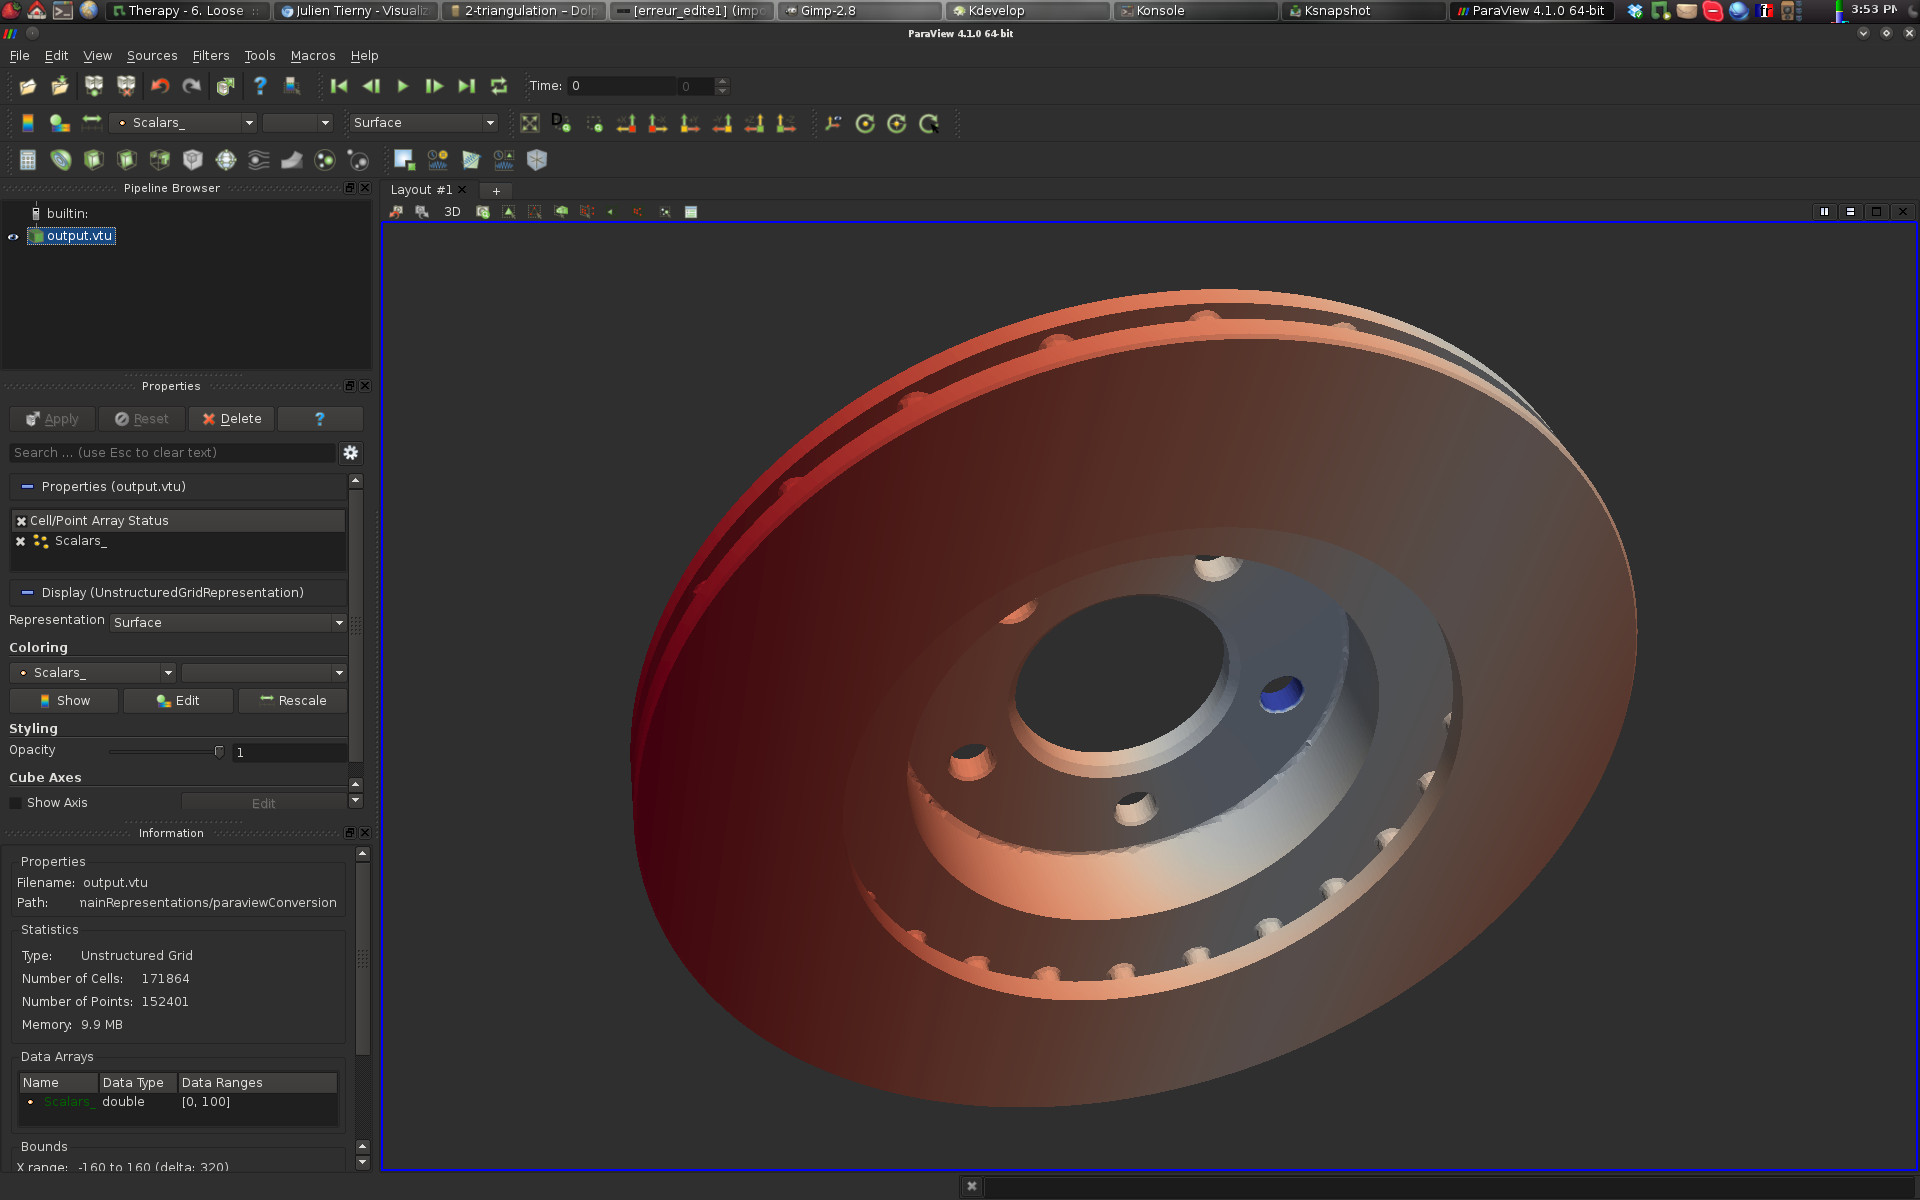 Therapy - 6. Loose
Julien Tierny - Visualiz
2-triangulation – Dolp
[erreur_edite1] (impo
Gimp-2.8
Kdevelop
Konsole
Ksnapshot
ParaView 4.1.0 64-bit
3:53 PM
ParaView 4.1.0 64-bit
File Edit View Sources Filters Tools Macros Help
Time: 0 0
Scalars_ Surface
Pipeline Browser
Layout #1
3D
builtin:
output.vtu
Properties
Apply Reset Delete ?
Search ... (use Esc to clear text)
Properties (output.vtu)
Cell/Point Array Status
Scalars_
Display (UnstructuredGridRepresentation)
Representation Surface
Coloring
Scalars_
Show Edit Rescale
Styling
Opacity 1
Cube Axes
Show Axis Edit
Information
Properties
Filename: output.vtu
Path: nainRepresentations/paraviewConversion
Statistics
Type: Unstructured Grid
Number of Cells: 171864
Number of Points: 152401
Memory: 9.9 MB
Data Arrays
Name Data Type Data Ranges
Scalars_ double [0, 100]
Bounds
X range: -160 to 160 (delta: 320)